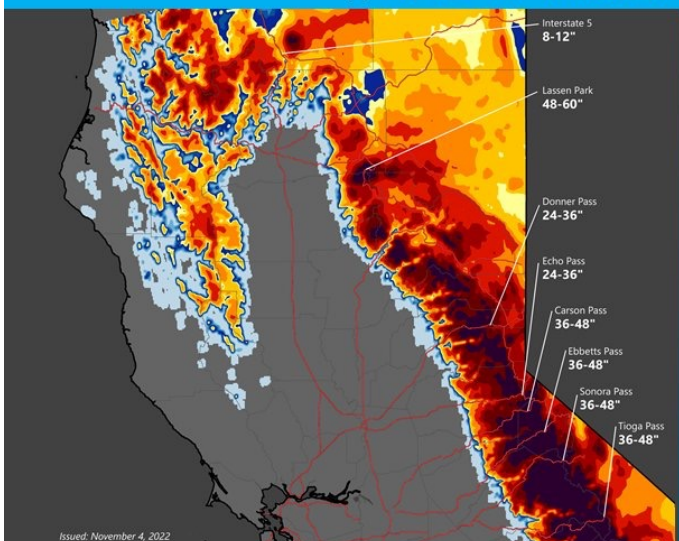 Interstate 5
8-12"
Lassen Park
48-60"
Donner Pass
24-36"
Echo Pass
24-36"
Carson Pass
36-48"
Ebbetts Pass
36-48"
Sonora Pass
36-48"
Tioga Pass
36-48"
Issued: November 4, 2022